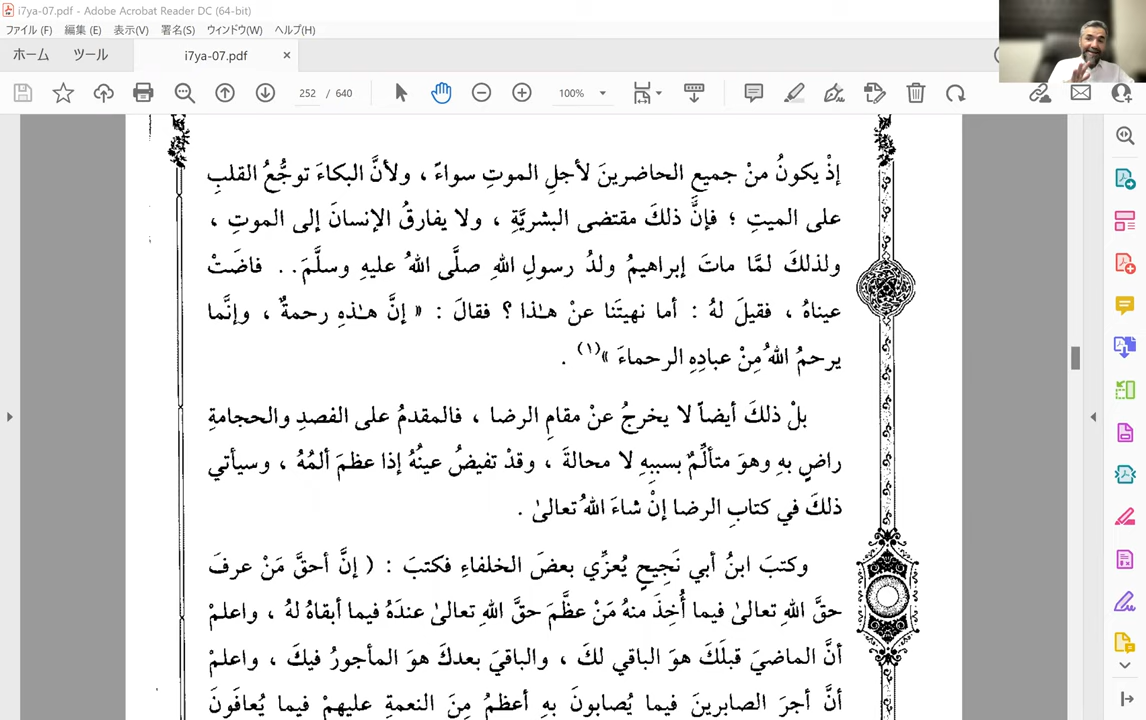 i7ya-07.pdf - Adobe Acrobat Reader DC (64-bit)
ファイル (F) 編集 (E) 表示(V) 署名(S) ウィンドウ(W) ヘルプ(H)
ホーム ツール i7ya-07.pdf ×
252 / 640 100%
إذْ يكونُ منْ جميعِ الحاضرينَ لأجلِ الموتِ سواءً ، ولأنَّ البكاءَ توجُّعُ القلبِ
على الميتِ ؛ فإنَّ ذلكَ مقتضى البشريَّةِ ، ولا يفارقُ الإنسانَ إلى الموتِ ،
ولذلكَ لمَّا ماتَ إبراهيمُ ولدُ رسولِ اللهِ صلَّى اللهُ عليهِ وسلَّمَ . . فاضَتْ
عيناهُ ، فقيلَ لهُ : أما نهيتَنا عنْ هـٰذا ؟ فقالَ : « إنَّ هـٰذهِ رحمةٌ ، وإنَّما
يرحمُ اللهُ مِنْ عبادِهِ الرحماءَ »(١) .
بلْ ذلكَ أيضاً لا يخرجُ عنْ مقامِ الرضا ، فالمقدمُ على الفصدِ والحجامةِ
راضٍ بهِ وهوَ متألِّمٌ بسببِهِ لا محالةَ ، وقدْ تفيضُ عينُهُ إذا عظمَ ألمُهُ ، وسيأتي
ذلكَ في كتابِ الرضا إنْ شاءَ اللهُ تعالىٰ .
وكتبَ ابنُ أبي نَجِيحٍ يُعزِّي بعضَ الخلفاءِ فكتبَ : ( إنَّ أحقَّ مَنْ عرفَ
حقَّ اللهِ تعالىٰ فيما أُخِذَ منهُ مَنْ عظَّمَ حقَّ اللهِ تعالىٰ عندَهُ فيما أبقاهُ لهُ ، واعلمْ
أنَّ الماضيَ قبلَكَ هوَ الباقي لكَ ، والباقيَ بعدكَ هوَ المأجورُ فيكَ ، واعلمْ
أنَّ أجرَ الصابرينَ فيما يُصابونَ بهِ أعظمُ مِنَ النعمةِ عليهمْ فيما يُعافَونَ